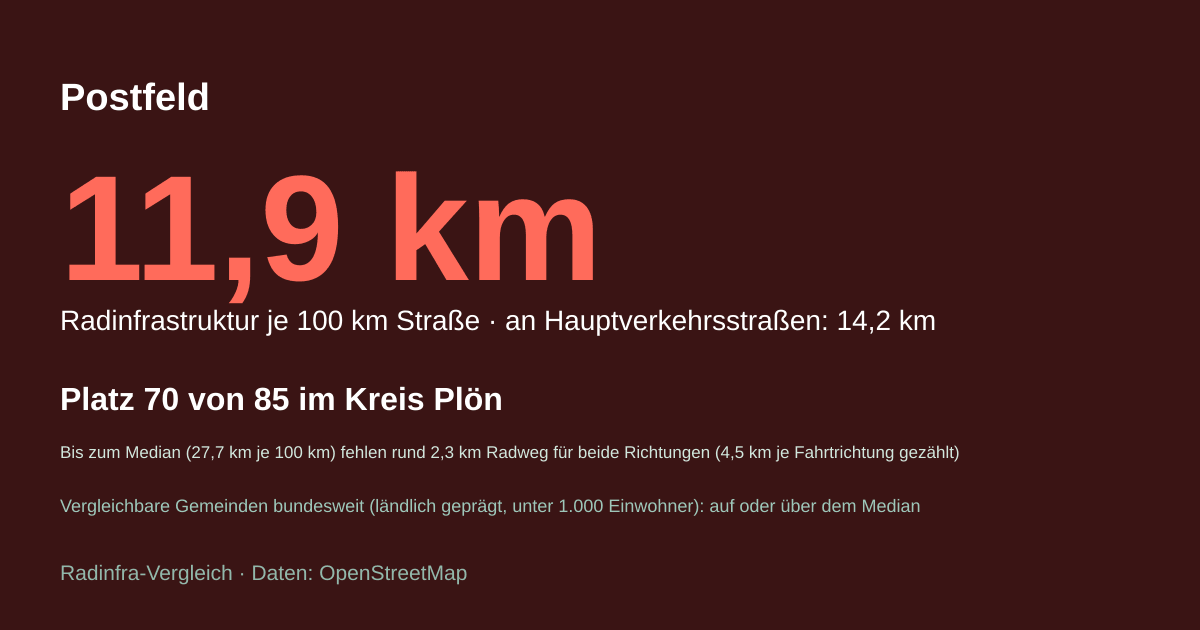 Postfeld
11,9 km
Radinfrastruktur je 100 km Straße · an Hauptverkehrsstraßen: 14,2 km
Platz 70 von 85 im Kreis Plön
Bis zum Median (27,7 km je 100 km) fehlen rund 2,3 km Radweg für beide Richtungen (4,5 km je Fahrtrichtung gezählt)
Vergleichbare Gemeinden bundesweit (ländlich geprägt, unter 1.000 Einwohner): auf oder über dem Median
Radinfra-Vergleich · Daten: OpenStreetMap